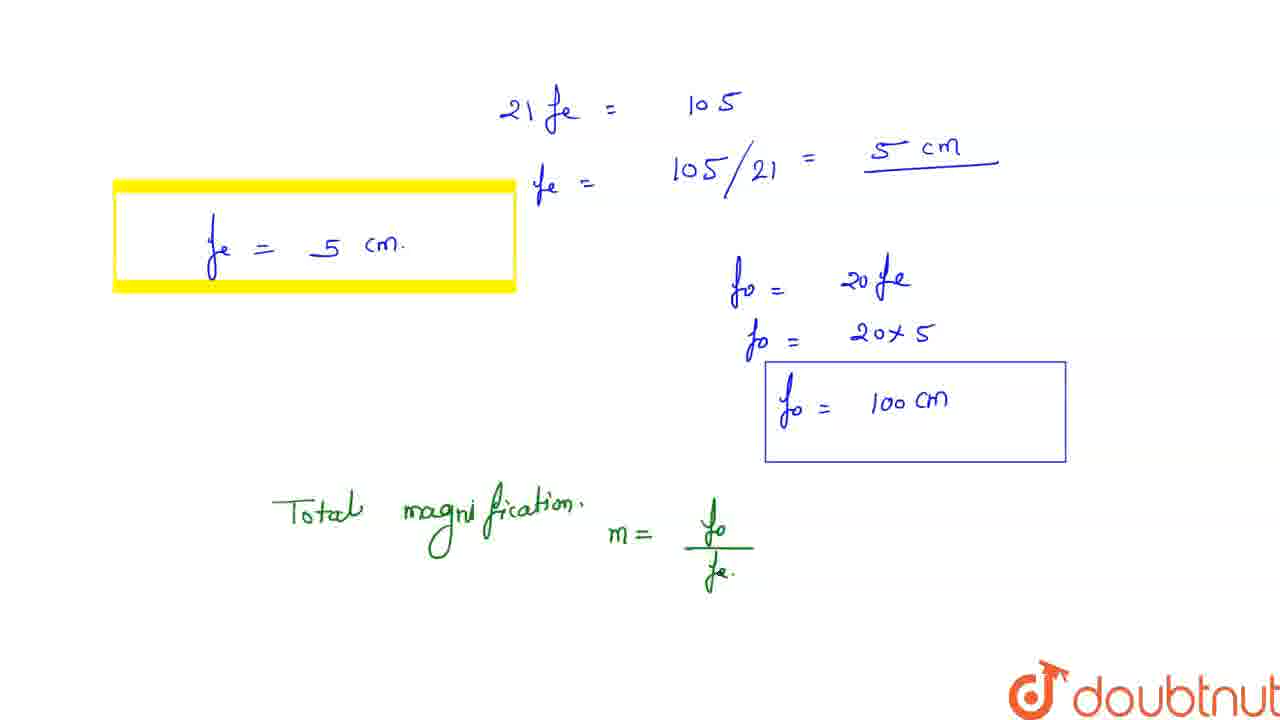 21 fe = 105
fe = 105/21 = 5 cm
fe = 5 cm.
fo = 20 fe
fo = 20 × 5
fo = 100 cm
Total magnification. m = fo/fe.
doubtnut